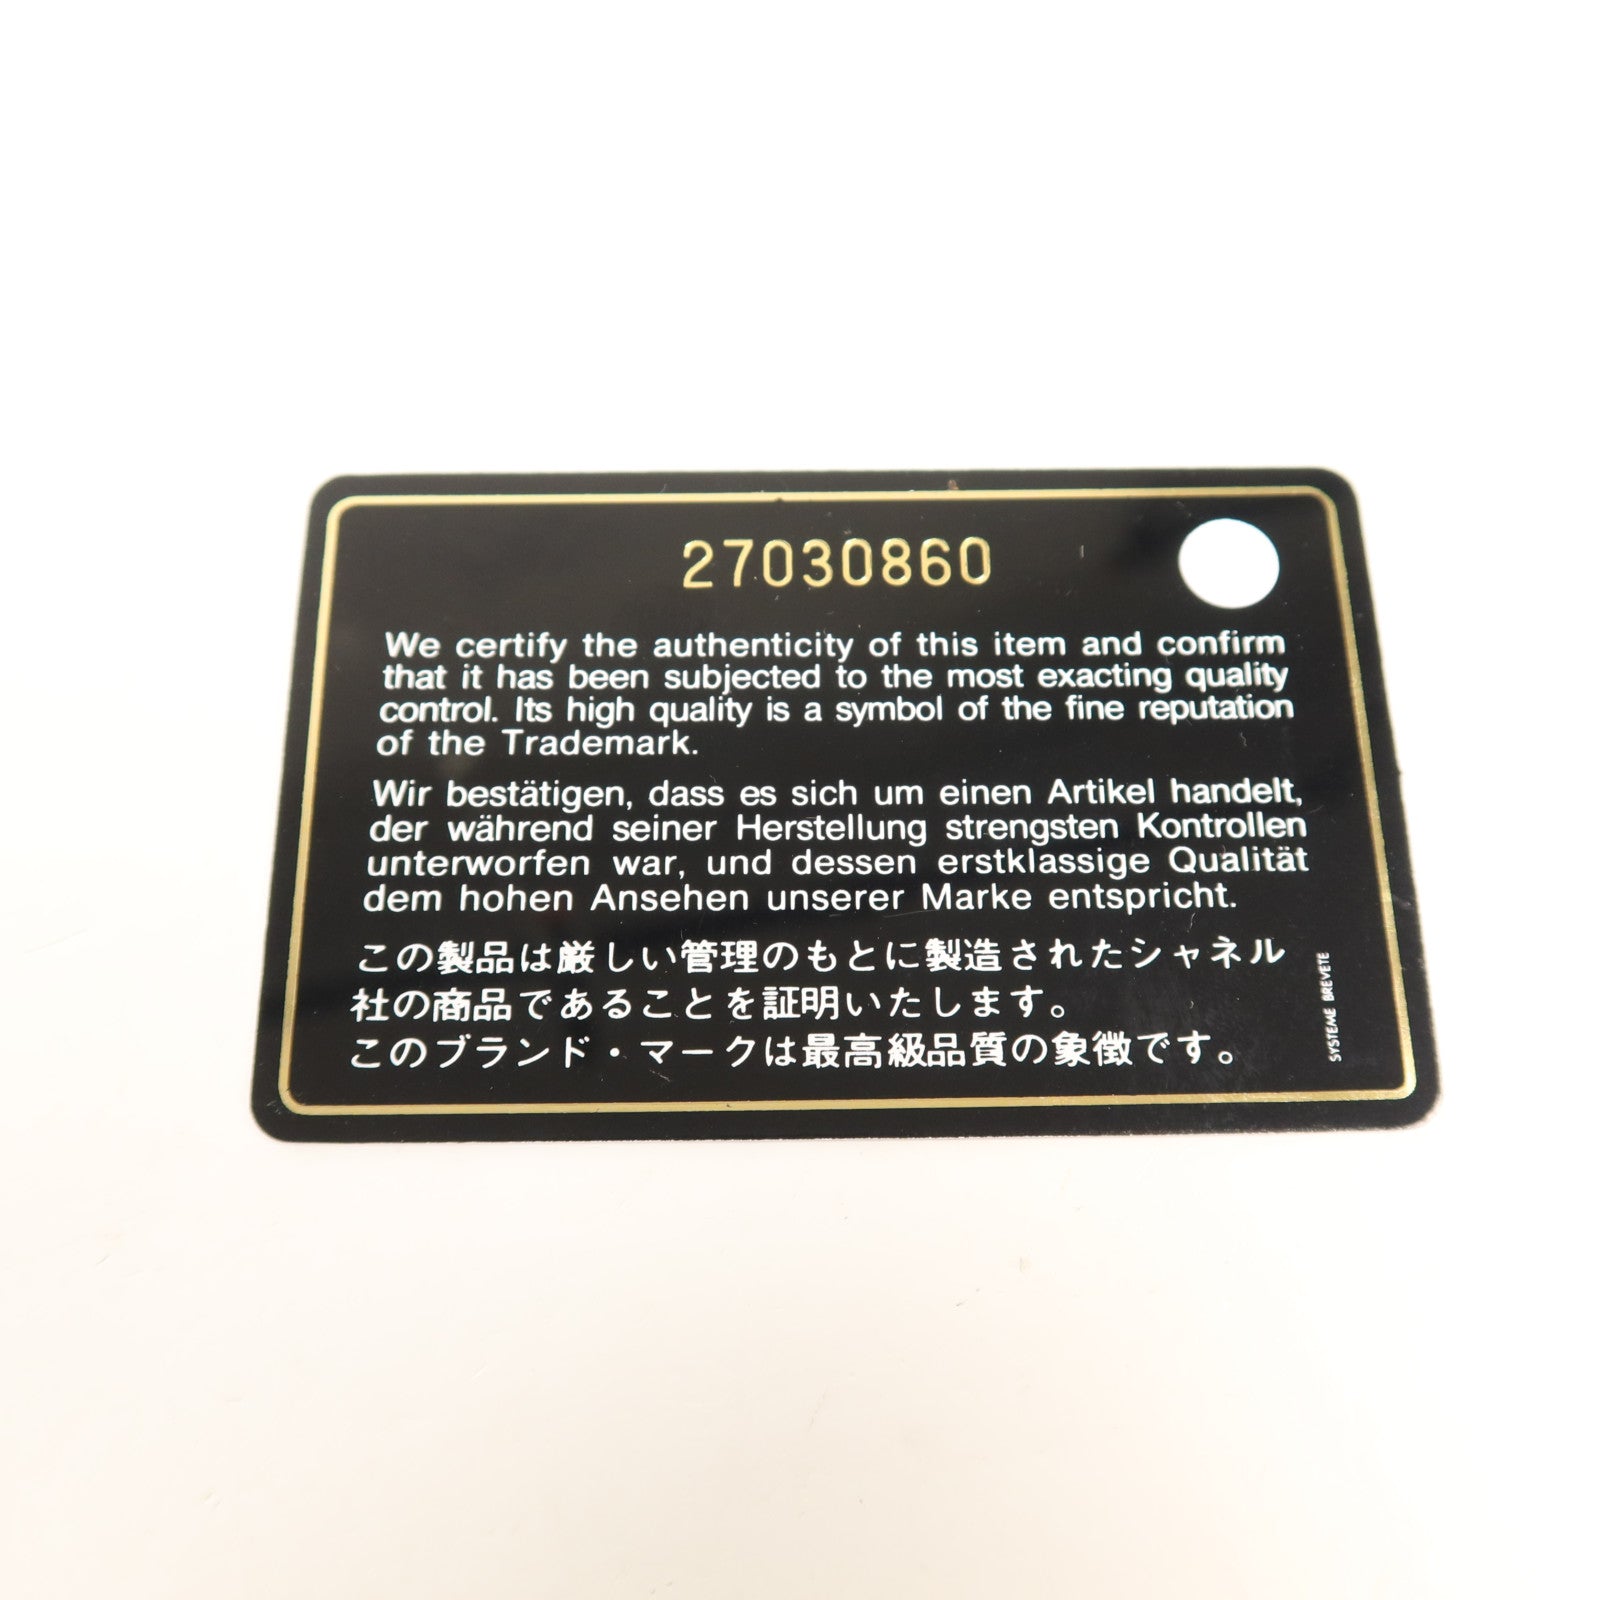 27030860
We certify the authenticity of this item and confirm
that it has been subjected to the most exacting quality
control. Its high quality is a symbol of the fine reputation
of the Trademark.
Wir bestätigen, dass es sich um einen Artikel handelt,
der während seiner Herstellung strengsten Kontrollen
unterworfen war, und dessen erstklassige Qualität
dem hohen Ansehen unserer Marke entspricht.
この製品は厳しい管理のもとに製造されたシャネル
社の商品であることを証明いたします。
このブランド・マークは最高級品質の象徴です。
SYSTEME BREVETE